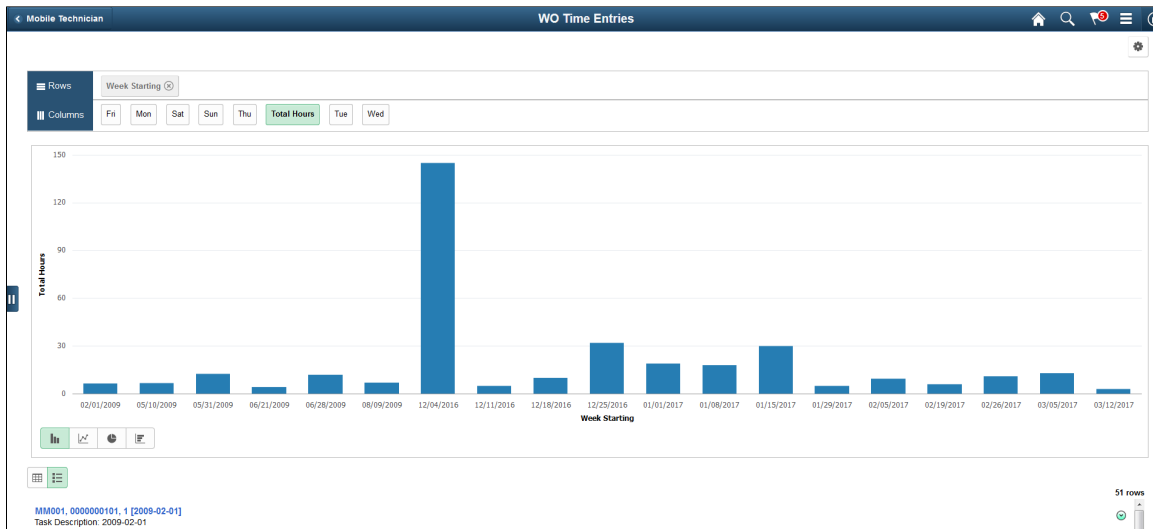 Mobile Technician
WO Time Entries
5
Rows
Week Starting
Columns
Fri Mon Sat Sun Thu Total Hours Tue Wed
150
120
90
60
30
0
Total Hours
02/01/2009 05/10/2009 05/31/2009 06/21/2009 06/28/2009 08/09/2009 12/04/2016 12/11/2016 12/18/2016 12/25/2016 01/01/2017 01/08/2017 01/15/2017 01/29/2017 02/05/2017 02/19/2017 02/26/2017 03/05/2017 03/12/2017
Week Starting
51 rows
MM001, 0000000101, 1 [2009-02-01]
Task Description: 2009-02-01